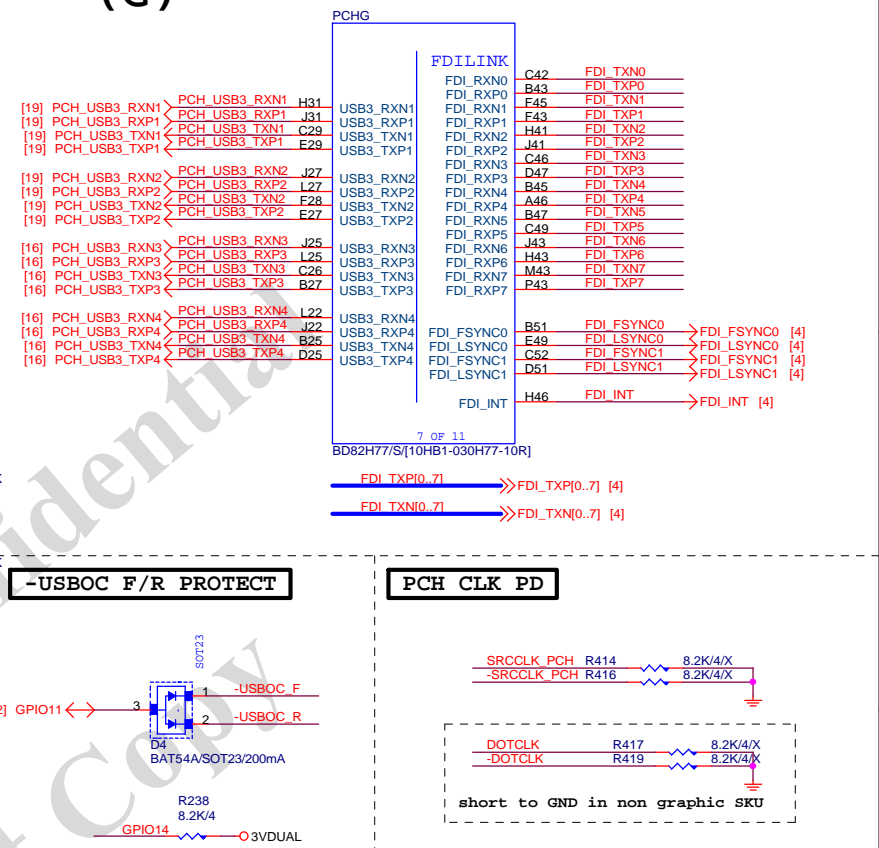 (G)
PCHG
FDILINK
[19] PCH_USB3_RXN1 PCH_USB3_RXN1 H31 USB3_RXN1
[19] PCH_USB3_RXP1 PCH_USB3_RXP1 J31 USB3_RXP1
[19] PCH_USB3_TXN1 PCH_USB3_TXN1 C29 USB3_TXN1
[19] PCH_USB3_TXP1 PCH_USB3_TXP1 E29 USB3_TXP1
[19] PCH_USB3_RXN2 PCH_USB3_RXN2 J27 USB3_RXN2
[19] PCH_USB3_RXP2 PCH_USB3_RXP2 L27 USB3_RXP2
[19] PCH_USB3_TXN2 PCH_USB3_TXN2 F28 USB3_TXN2
[19] PCH_USB3_TXP2 PCH_USB3_TXP2 E27 USB3_TXP2
[16] PCH_USB3_RXN3 PCH_USB3_RXN3 J25 USB3_RXN3
[16] PCH_USB3_RXP3 PCH_USB3_RXP3 L25 USB3_RXP3
[16] PCH_USB3_TXN3 PCH_USB3_TXN3 C26 USB3_TXN3
[16] PCH_USB3_TXP3 PCH_USB3_TXP3 B27 USB3_TXP3
[16] PCH_USB3_RXN4 PCH_USB3_RXN4 L22 USB3_RXN4
[16] PCH_USB3_RXP4 PCH_USB3_RXP4 J22 USB3_RXP4
[16] PCH_USB3_TXN4 PCH_USB3_TXN4 B25 USB3_TXN4
[16] PCH_USB3_TXP4 PCH_USB3_TXP4 D25 USB3_TXP4
FDI_RXN0 C42 FDI_TXN0
FDI_RXP0 B43 FDI_TXP0
FDI_RXN1 F45 FDI_TXN1
FDI_RXP1 F43 FDI_TXP1
FDI_RXN2 H41 FDI_TXN2
FDI_RXP2 J41 FDI_TXP2
FDI_RXN3 C46 FDI_TXN3
FDI_RXP3 D47 FDI_TXP3
FDI_RXN4 B45 FDI_TXN4
FDI_RXP4 A46 FDI_TXP4
FDI_RXN5 B47 FDI_TXN5
FDI_RXP5 C49 FDI_TXP5
FDI_RXN6 J43 FDI_TXN6
FDI_RXP6 H43 FDI_TXP6
FDI_RXN7 M43 FDI_TXN7
FDI_RXP7 P43 FDI_TXP7
FDI_FSYNC0 B51 FDI_FSYNC0 FDI_FSYNC0 [4]
FDI_LSYNC0 E49 FDI_LSYNC0 FDI_LSYNC0 [4]
FDI_FSYNC1 C52 FDI_FSYNC1 FDI_FSYNC1 [4]
FDI_LSYNC1 D51 FDI_LSYNC1 FDI_LSYNC1 [4]
FDI_INT H46 FDI_INT FDI_INT [4]
7 OF 11
BD82H77/S/[10HB1-030H77-10R]
FDI_TXP[0..7] FDI_TXP[0..7] [4]
FDI_TXN[0..7] FDI_TXN[0..7] [4]
-USBOC F/R PROTECT
SOT23
2] GPIO11 3 1 -USBOC_F
2 -USBOC_R
D4
BAT54A/SOT23/200mA
R238
8.2K/4
GPIO14 3VDUAL
PCH CLK PD
SRCCLK_PCH R414 8.2K/4/X
-SRCCLK_PCH R416 8.2K/4/X
DOTCLK R417 8.2K/4/X
-DOTCLK R419 8.2K/4/X
short to GND in non graphic SKU
fidential
Copy